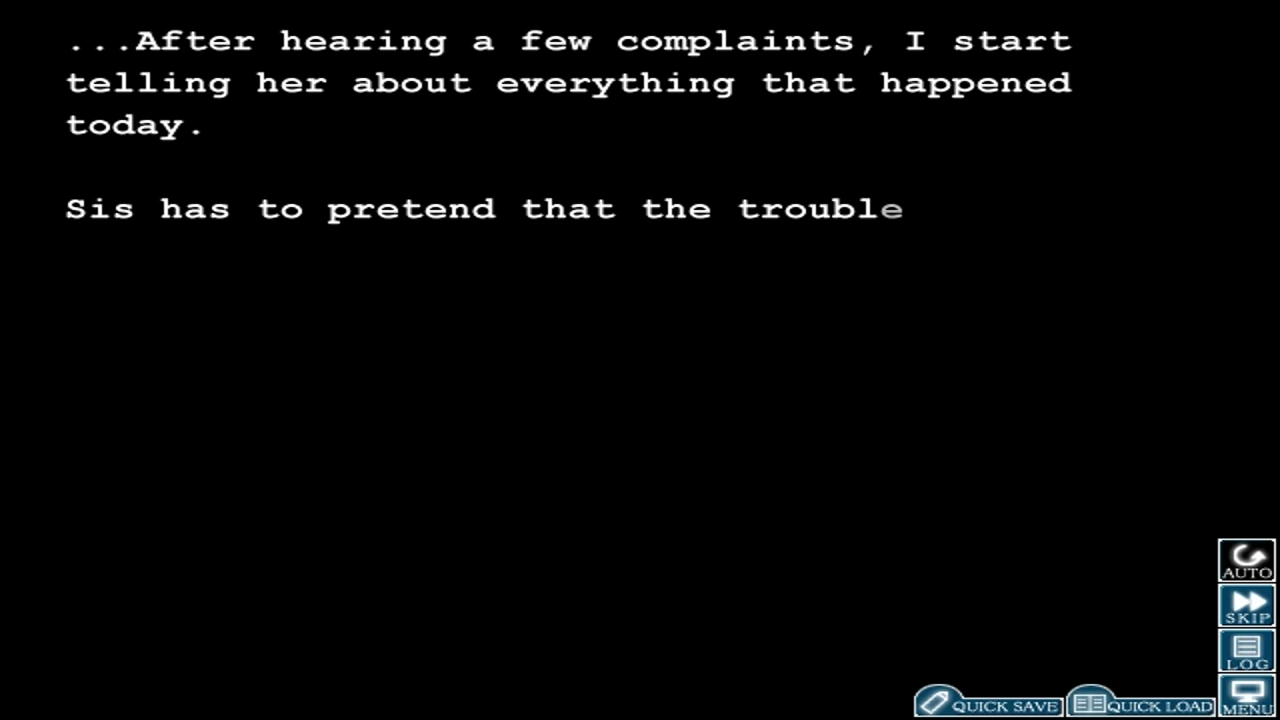 ...After hearing a few complaints, I start
telling her about everything that happened
today.
Sis has to pretend that the trouble
AUTO
SKIP
LOG
QUICK SAVE
QUICK LOAD
MENU